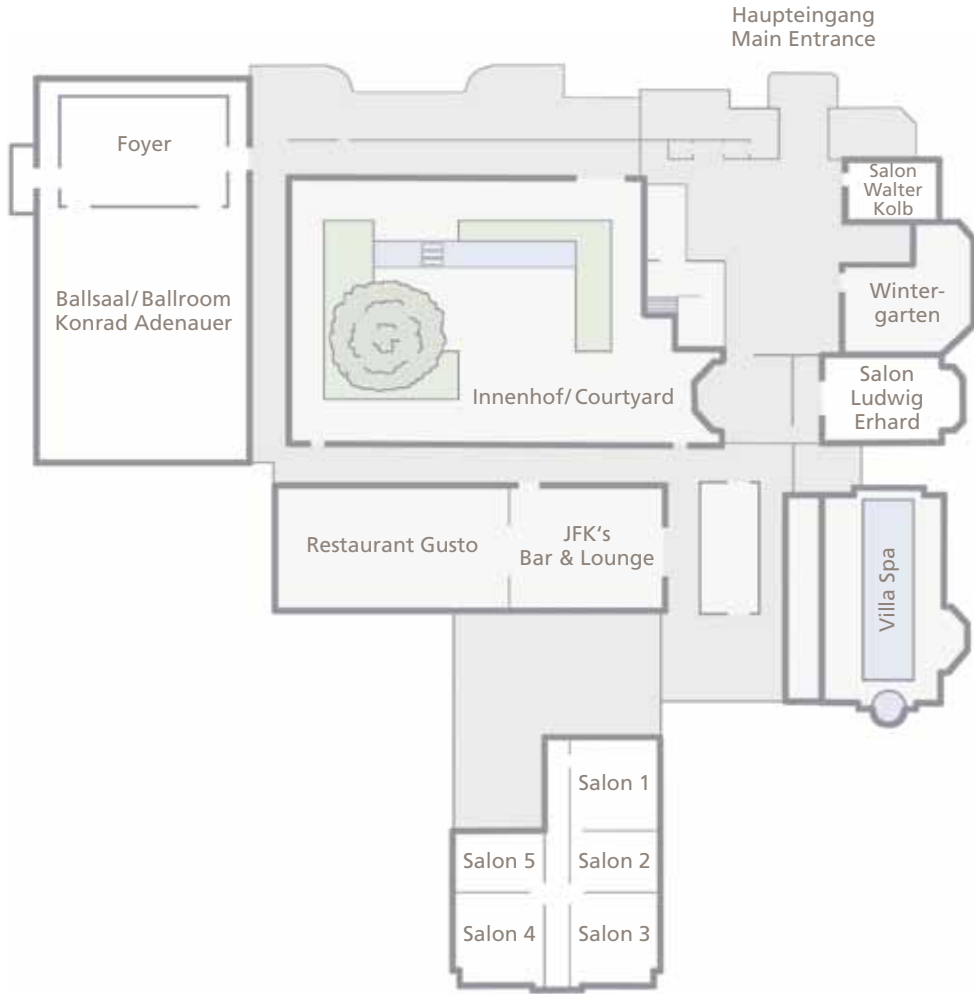 Haupteingang
Main Entrance
Foyer
Salon
Walter
Kolb
Ballsaal/Ballroom
Konrad Adenauer
Winter-
garten
Innenhof/Courtyard
Salon
Ludwig
Erhard
Restaurant Gusto
JFK‘s
Bar & Lounge
Villa Spa
Salon 1
Salon 5
Salon 2
Salon 4
Salon 3